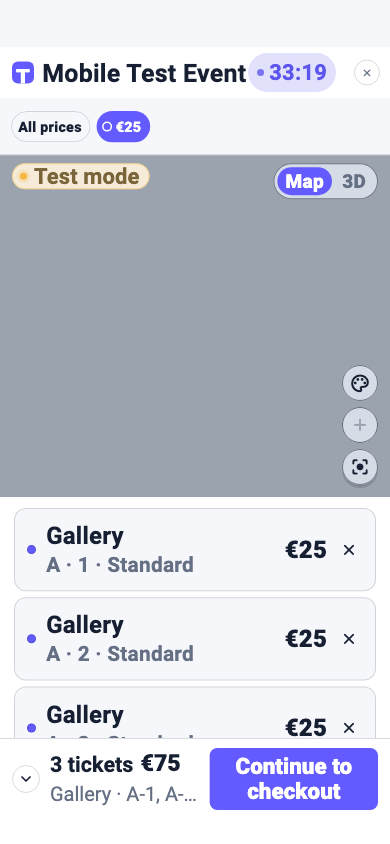 T Mobile Test Event 33:19 ×
All prices €25
Test mode Map 3D
Gallery
A · 1 · Standard €25 ×
Gallery
A · 2 · Standard €25 ×
Gallery
€25 ×
3 tickets €75
Gallery · A-1, A-...
Continue to
checkout